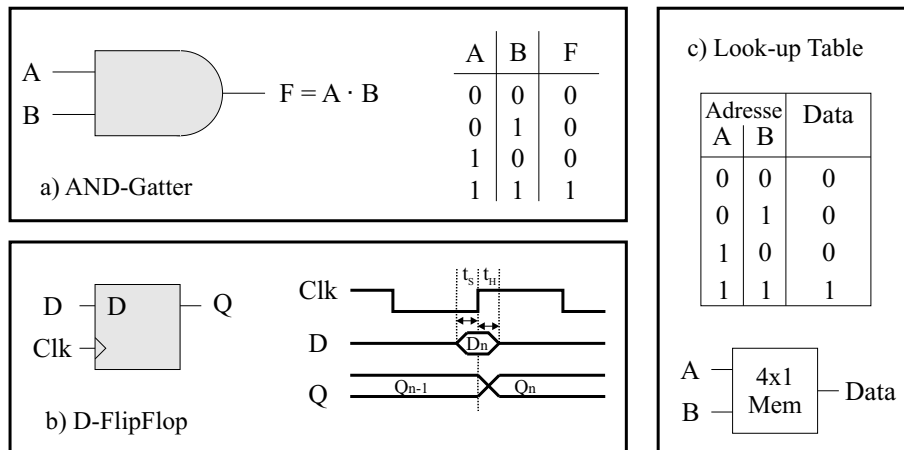 A
B
F = A · B
A B F
0 0 0
0 1 0
1 0 0
1 1 1
a) AND-Gatter
D D Q
Clk
Clk
tS tH
D
Dn
Q
Qn-1 Qn
b) D-FlipFlop
c) Look-up Table
Adresse Data
A B
0 0 0
0 1 0
1 0 0
1 1 1
A
B
4x1
Mem
Data